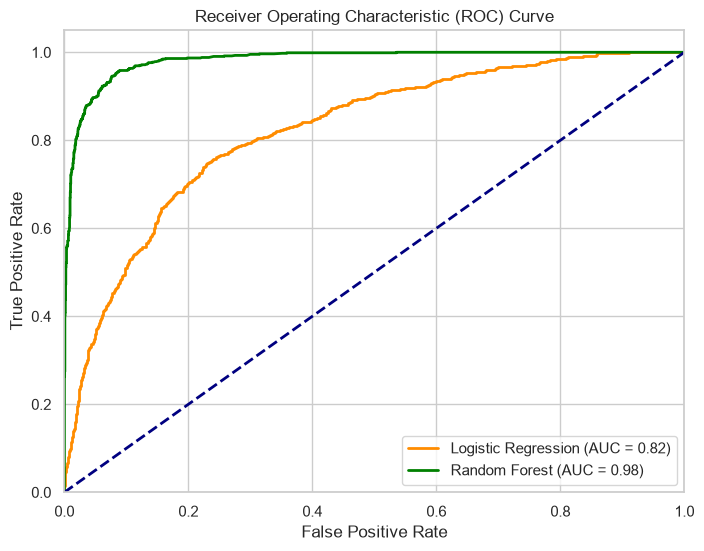 Receiver Operating Characteristic (ROC) Curve
True Positive Rate
1.0
0.8
0.6
0.4
0.2
0.0
Logistic Regression (AUC = 0.82)
Random Forest (AUC = 0.98)
0.0 0.2 0.4 0.6 0.8 1.0
False Positive Rate